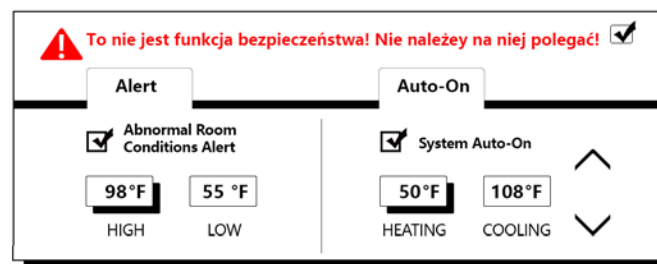 To nie jest funkcja bezpieczeństwa! Nie należey na niej polegać!
Alert
Auto-On
Abnormal Room
Conditions Alert
System Auto-On
98°F
55 °F
50°F
108°F
HIGH
LOW
HEATING
COOLING